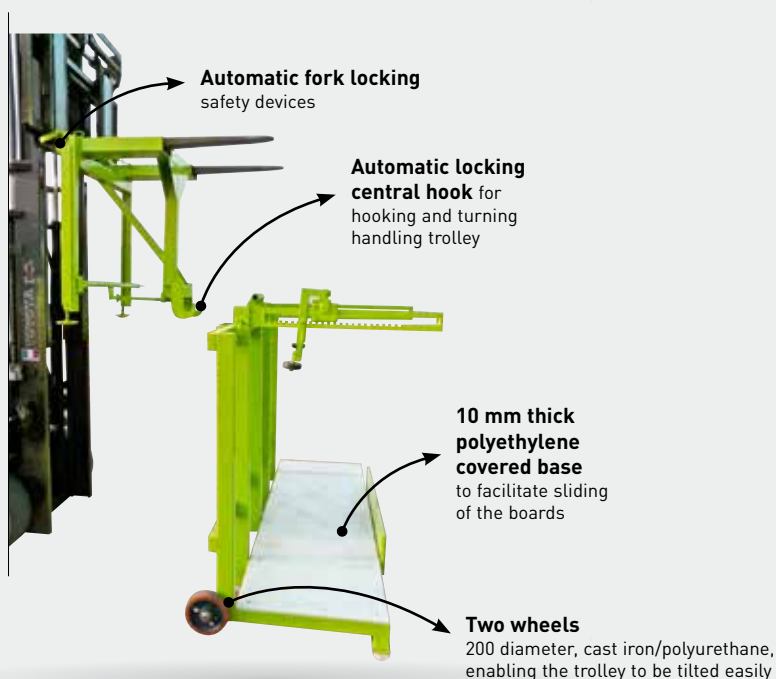 Automatic fork locking
safety devices
Automatic locking
central hook for
hooking and turning
handling trolley
10 mm thick
polyethylene
covered base
to facilitate sliding
of the boards
Two wheels
200 diameter, cast iron/polyurethane,
enabling the trolley to be tilted easily